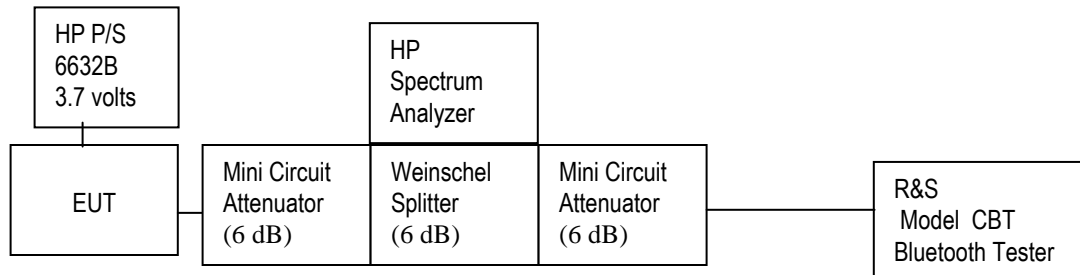 HP P/S
6632B
3.7 volts
HP
Spectrum
Analyzer
EUT
Mini Circuit
Attenuator
(6 dB)
Weinschel
Splitter
(6 dB)
Mini Circuit
Attenuator
(6 dB)
R&S
Model CBT
Bluetooth Tester